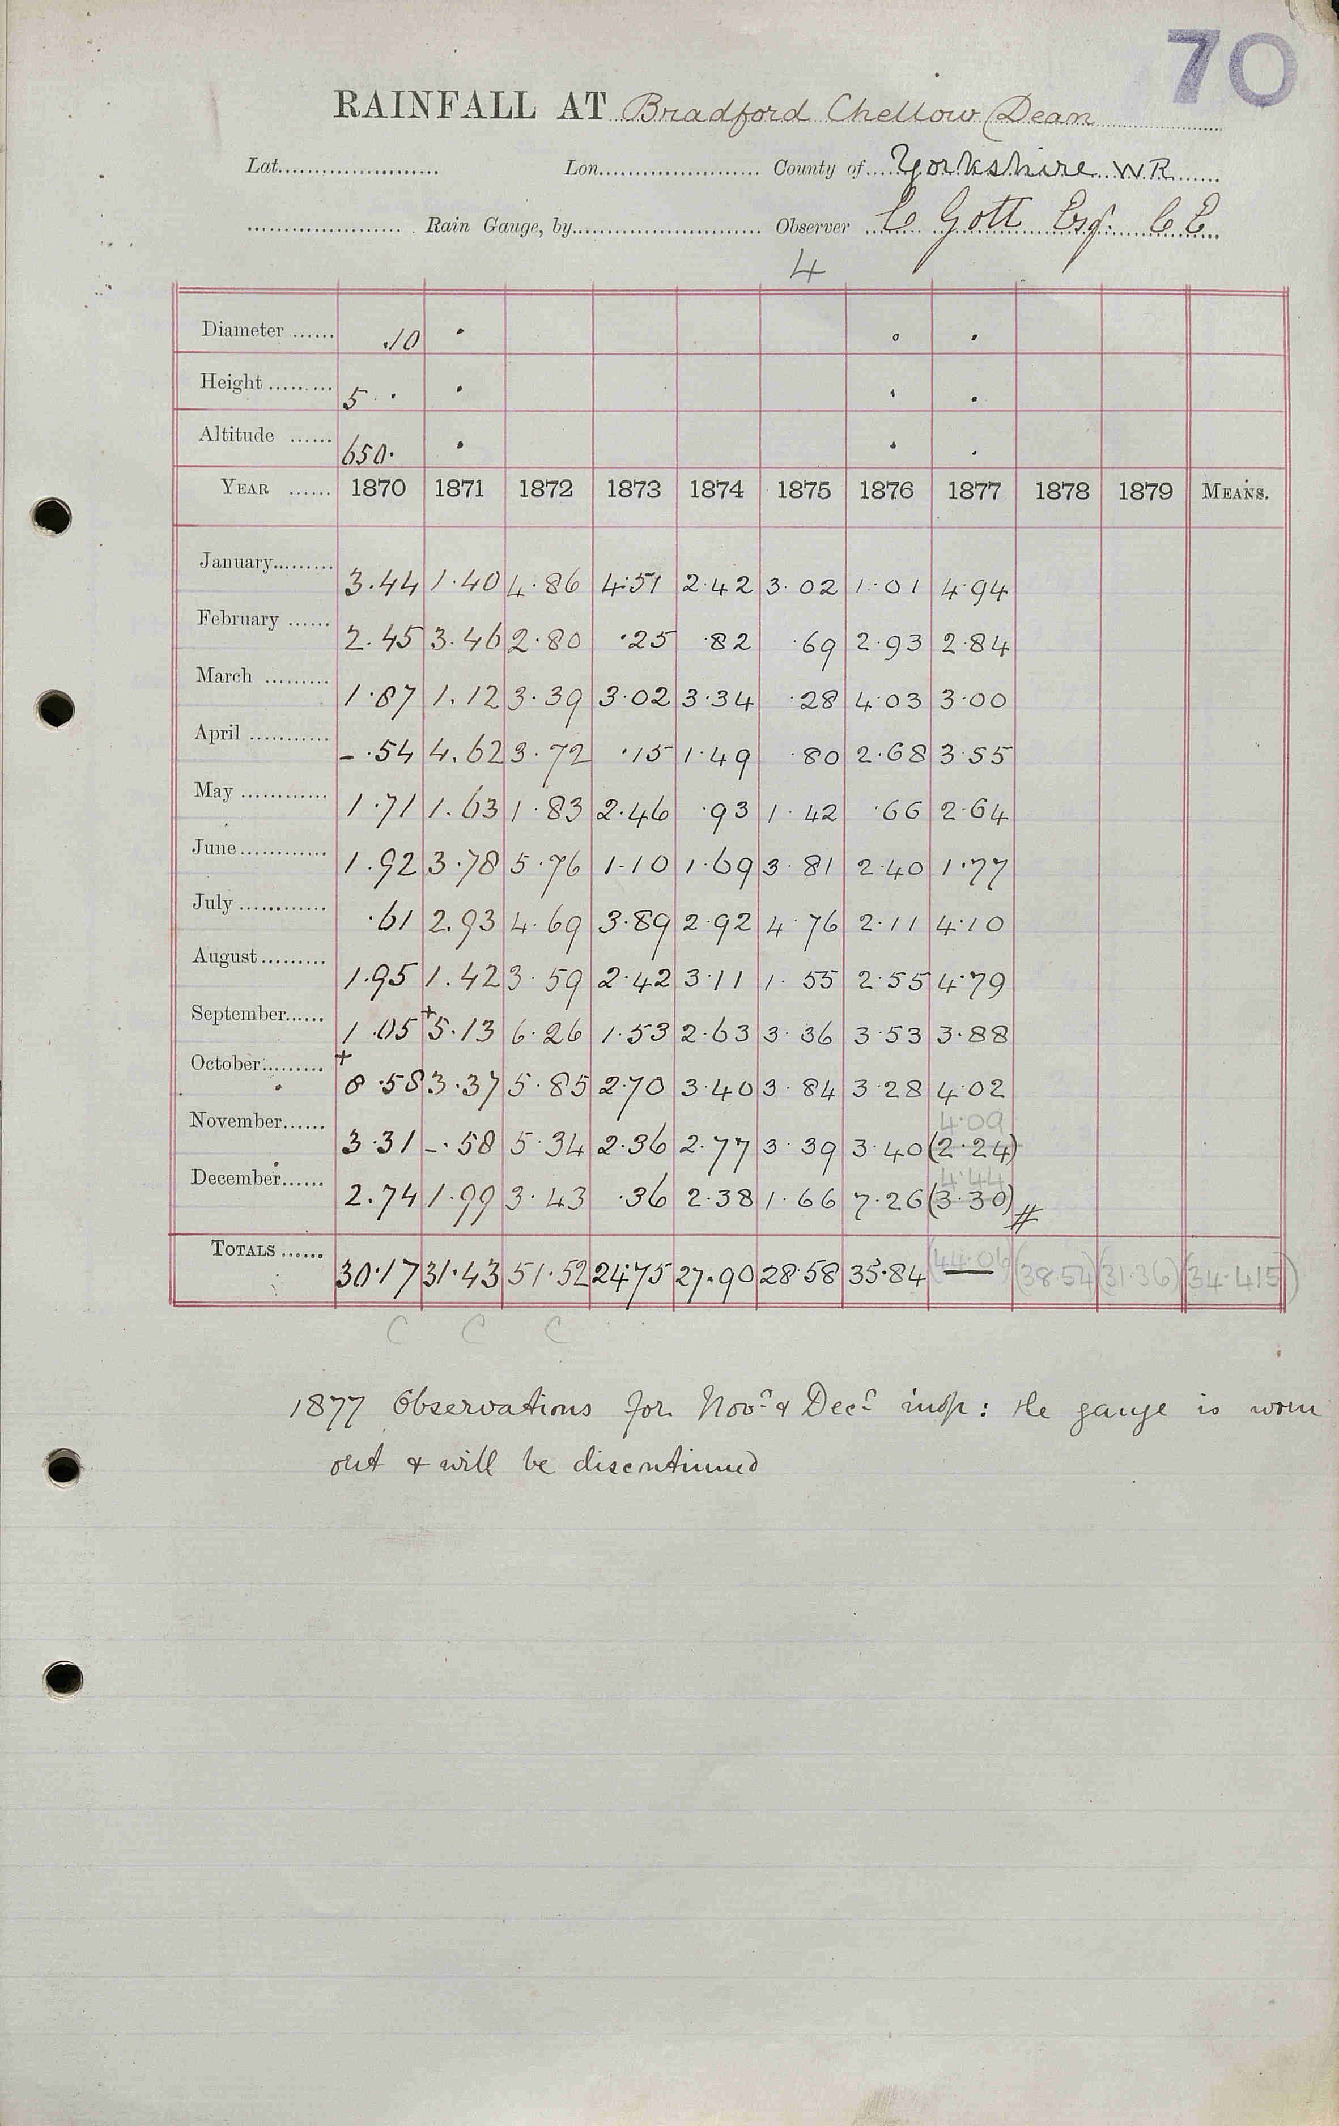 70
RAINFALL AT Bradford Chellow Dean
Lat. Lon. County of Yorkshire W R
Rain Gauge, by Observer C Gott Esq. C E
4
Diameter ...... .10
Height ......... 5
Altitude ...... 650.
YEAR ...... 1870 1871 1872 1873 1874 1875 1876 1877 1878 1879 MEANS.
January......... 3.44 1.40 4.86 4.51 2.42 3.02 1.01 4.94
February ...... 2.45 3.46 2.80 .25 .82 .69 2.93 2.84
March ......... 1.87 1.12 3.39 3.02 3.34 .28 4.03 3.00
April ........... -.54 4.62 3.72 .15 1.49 .80 2.68 3.55
May ............ 1.71 1.63 1.83 2.46 .93 1.42 .66 2.64
June............ 1.92 3.78 5.76 1.10 1.69 3.81 2.40 1.77
July ............ .61 2.93 4.69 3.89 2.92 4.76 2.11 4.10
August......... 1.95 1.42 3.59 2.42 3.11 1.55 2.55 4.79
September...... 1.05 +5.13 6.26 1.53 2.63 3.36 3.53 3.88
October......... +8.58 3.37 5.85 2.70 3.40 3.84 3.28 4.02
4.09
November...... 3.31 -.58 5.34 2.36 2.77 3.39 3.40 (2.24)
4.44
December...... 2.74 1.99 3.43 .36 2.38 1.66 7.26 (3.30) #
TOTALS ...... 30.17 31.43 51.52 24.75 27.90 28.58 35.84 (44.06) — (38.54) (31.36) (34.415)
C C C
1877 Observations for Novr & Decr insp: the gauge is worn
out & will be discontinued